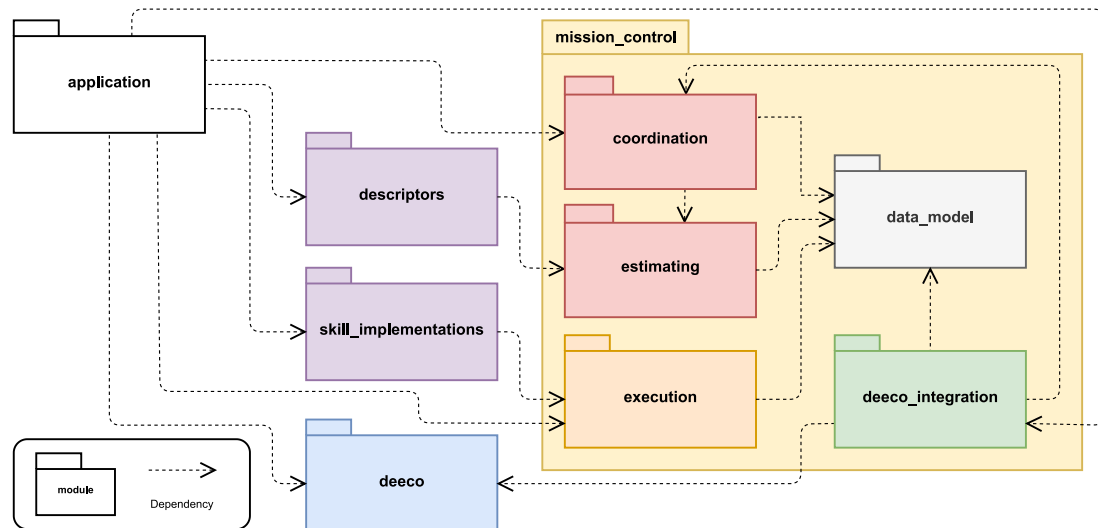 mission_control
application
coordination
descriptors
data_model
estimating
skill_implementations
execution
deeco_integration
deeco
module
Dependency